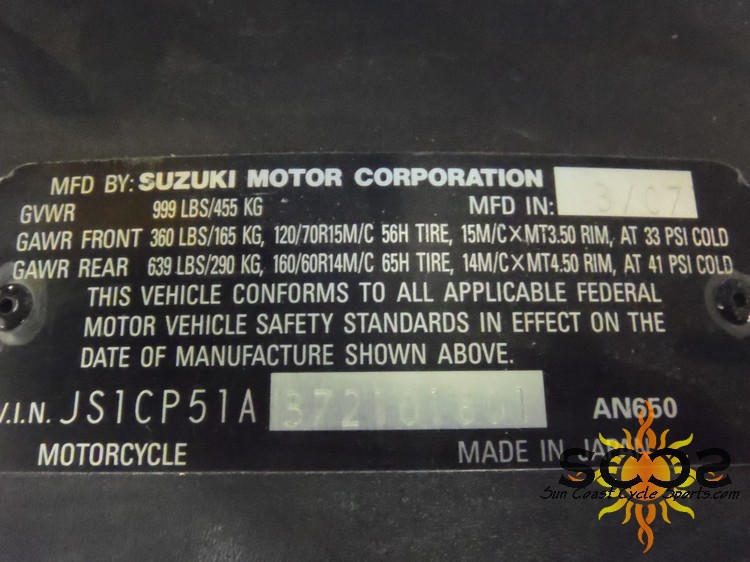 MFD BY: SUZUKI MOTOR CORPORATION
GVWR 999 LBS/455 KG MFD IN: 3/07
GAWR FRONT 360 LBS/165 KG, 120/70R15M/C 56H TIRE, 15M/C×MT3.50 RIM, AT 33 PSI COLD
GAWR REAR 639 LBS/290 KG, 160/60R14M/C 65H TIRE, 14M/C×MT4.50 RIM, AT 41 PSI COLD
THIS VEHICLE CONFORMS TO ALL APPLICABLE FEDERAL
MOTOR VEHICLE SAFETY STANDARDS IN EFFECT ON THE
DATE OF MANUFACTURE SHOWN ABOVE.
V.I.N. JS1CP51A AN650
MOTORCYCLE MADE IN JAPAN
SCCS
Sun Coast Cycle Sports.com